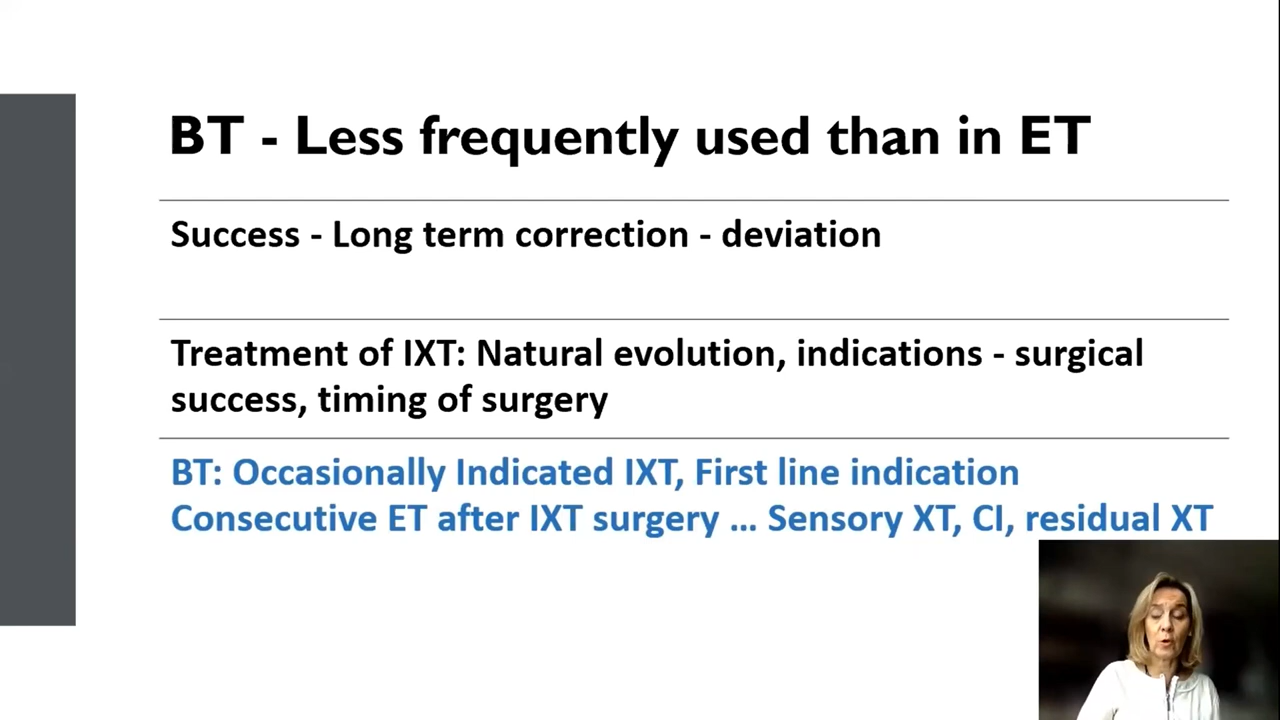 BT - Less frequently used than in ET
Success - Long term correction - deviation
Treatment of IXT: Natural evolution, indications - surgical
success, timing of surgery
BT: Occasionally Indicated IXT, First line indication
Consecutive ET after IXT surgery ... Sensory XT, CI, residual XT